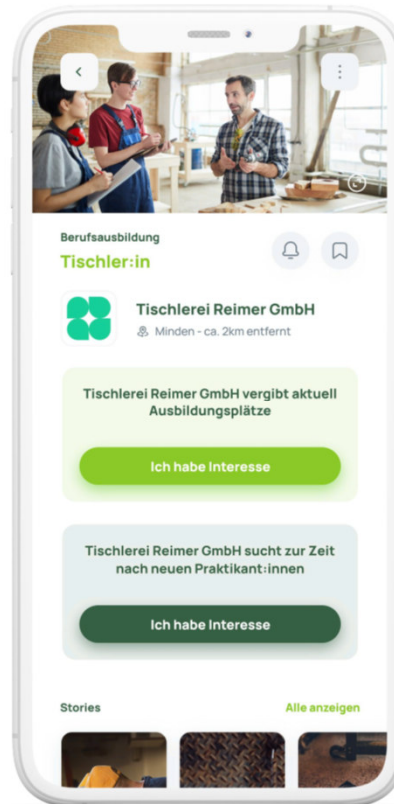 Berufsausbildung
Tischler:in
Tischlerei Reimer GmbH
Minden - ca. 2km entfernt
Tischlerei Reimer GmbH vergibt aktuell
Ausbildungsplätze
Ich habe Interesse
Tischlerei Reimer GmbH sucht zur Zeit
nach neuen Praktikant:innen
Ich habe Interesse
Stories
Alle anzeigen